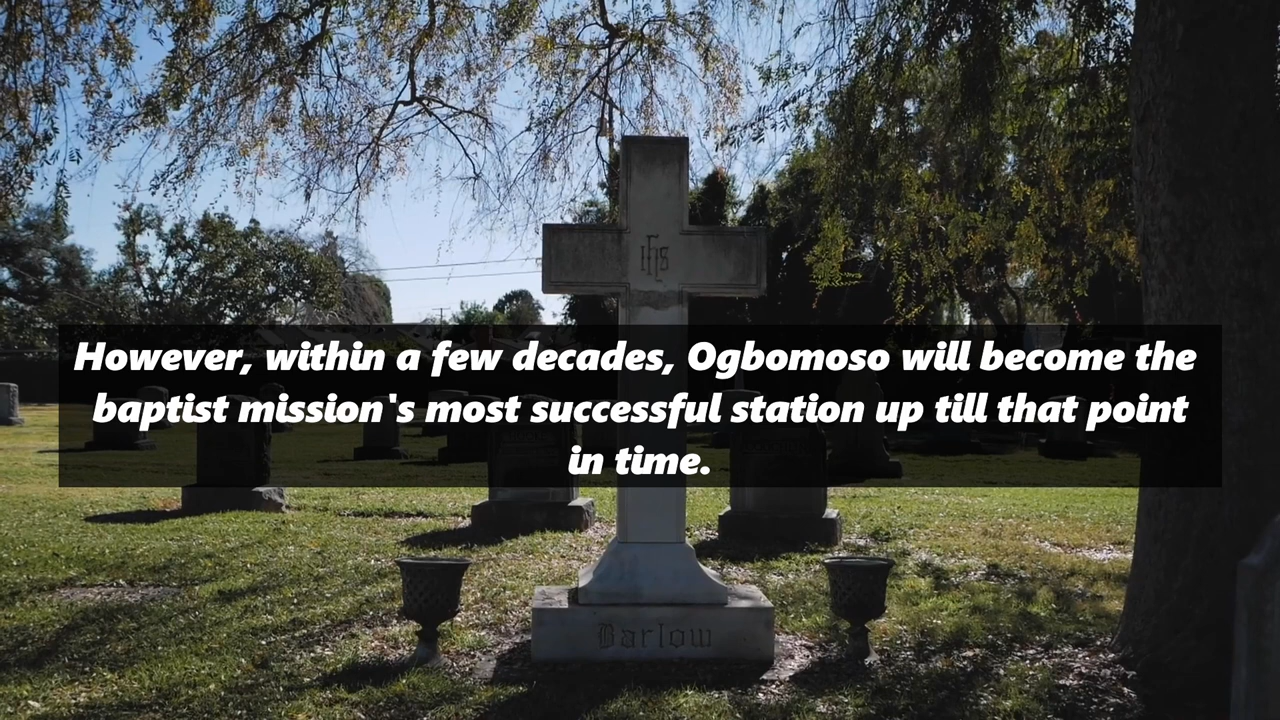 IHS
However, within a few decades, Ogbomoso will become the
baptist mission's most successful station up till that point
in time.
Barlow